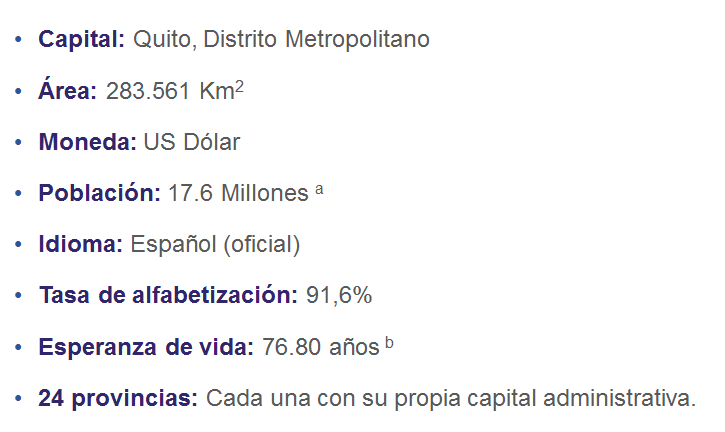 • Capital: Quito, Distrito Metropolitano
• Área: 283.561 Km²
• Moneda: US Dólar
• Población: 17.6 Millones ᵃ
• Idioma: Español (oficial)
• Tasa de alfabetización: 91,6%
• Esperanza de vida: 76.80 años ᵇ
• 24 provincias: Cada una con su propia capital administrativa.